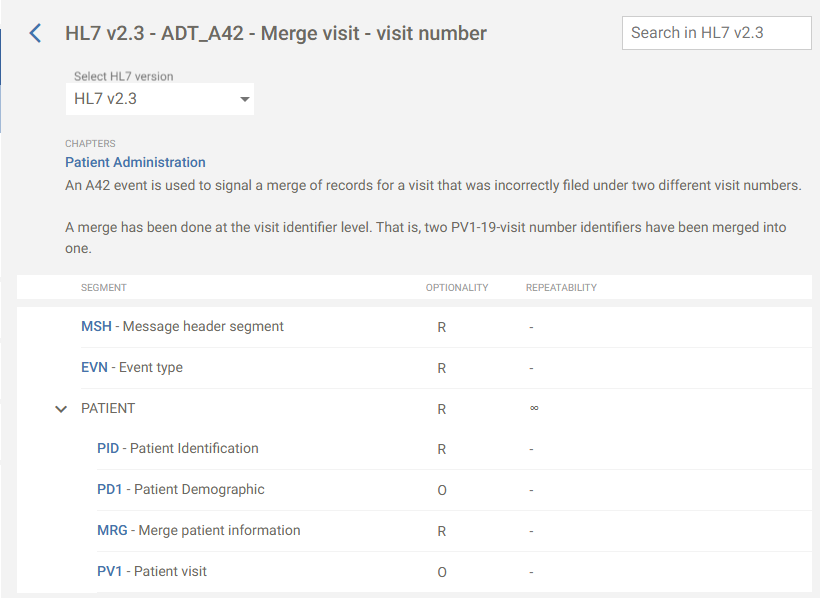 HL7 v2.3 - ADT_A42 - Merge visit - visit number
Search in HL7 v2.3
Select HL7 version
HL7 v2.3
CHAPTERS
Patient Administration
An A42 event is used to signal a merge of records for a visit that was incorrectly filed under two different visit numbers.
A merge has been done at the visit identifier level. That is, two PV1-19-visit number identifiers have been merged into
one.
SEGMENT OPTIONALITY REPEATABILITY
MSH - Message header segment R -
EVN - Event type R -
PATIENT R ∞
PID - Patient Identification R -
PD1 - Patient Demographic O -
MRG - Merge patient information R -
PV1 - Patient visit O -